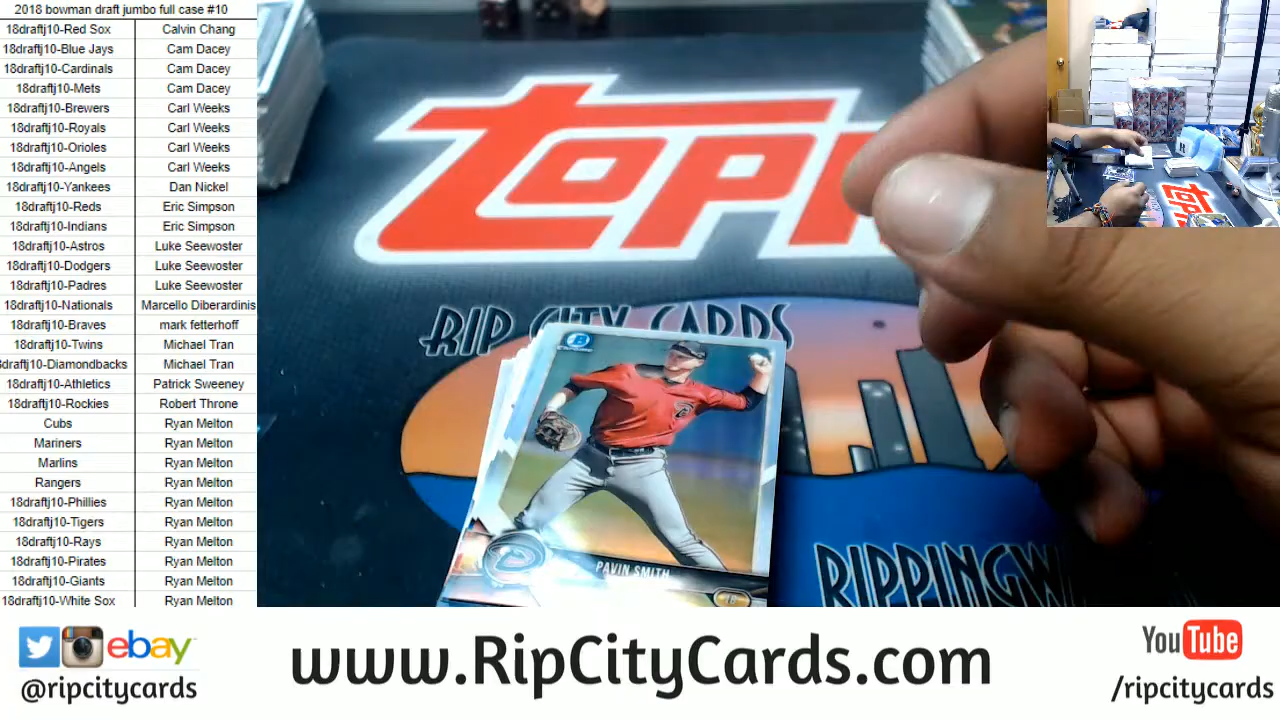 2018 bowman draft jumbo full case #10
18draftj10-Red Sox Calvin Chang
18draftj10-Blue Jays Cam Dacey
18draftj10-Cardinals Cam Dacey
18draftj10-Mets Cam Dacey
18draftj10-Brewers Carl Weeks
18draftj10-Royals Carl Weeks
18draftj10-Orioles Carl Weeks
18draftj10-Angels Carl Weeks
18draftj10-Yankees Dan Nickel
18draftj10-Reds Eric Simpson
18draftj10-Indians Eric Simpson
18draftj10-Astros Luke Seewoster
18draftj10-Dodgers Luke Seewoster
18draftj10-Padres Luke Seewoster
18draftj10-Nationals Marcello Diberardinis
18draftj10-Braves mark fetterhoff
18draftj10-Twins Michael Tran
8draftj10-Diamondbacks Michael Tran
18draftj10-Athletics Patrick Sweeney
18draftj10-Rockies Robert Throne
Cubs Ryan Melton
Mariners Ryan Melton
Marlins Ryan Melton
Rangers Ryan Melton
18draftj10-Phillies Ryan Melton
18draftj10-Tigers Ryan Melton
18draftj10-Rays Ryan Melton
18draftj10-Pirates Ryan Melton
18draftj10-Giants Ryan Melton
18draftj10-White Sox Ryan Melton
TOPP
RIP CITY CARDS
PAVIN SMITH
RIPPINGW
ebay
@ripcitycards
www.RipCityCards.com
YouTube
/ripcitycards